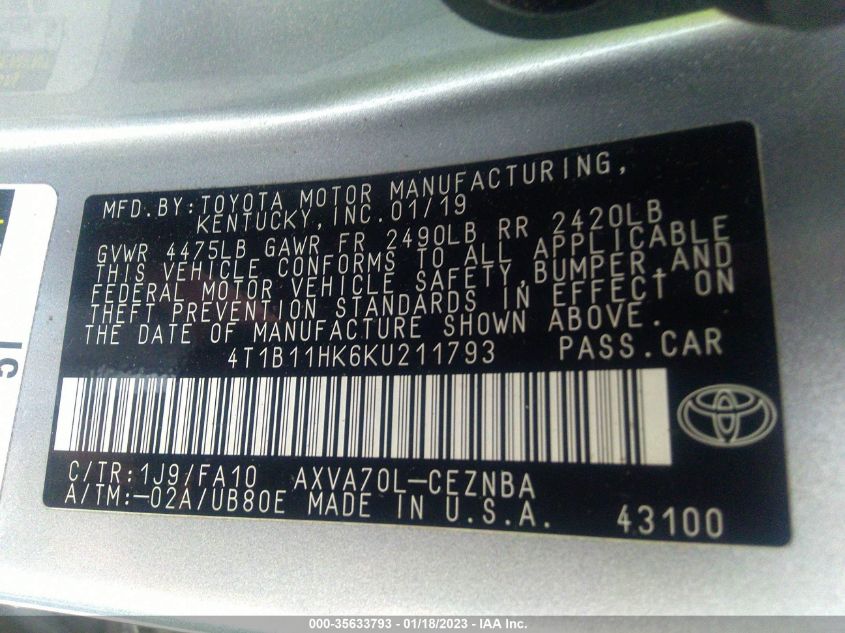 MFD.BY:TOYOTA MOTOR MANUFACTURING,
KENTUCKY,INC.01/19
GVWR 4475LB GAWR FR 2490LB RR 2420LB
THIS VEHICLE CONFORMS TO ALL APPLICABLE
FEDERAL MOTOR VEHICLE SAFETY,BUMPER,AND
THEFT PREVENTION STANDARDS IN EFFECT ON
THE DATE OF MANUFACTURE SHOWN ABOVE.
4T1B11HK6KU211793 PASS.CAR
C/TR:1J9/FA10 AXVA70L-CEZNBA
A/TM:-02A/UB80E MADE IN U.S.A. 43100
000-35633793 - 01/18/2023 - IAA Inc.